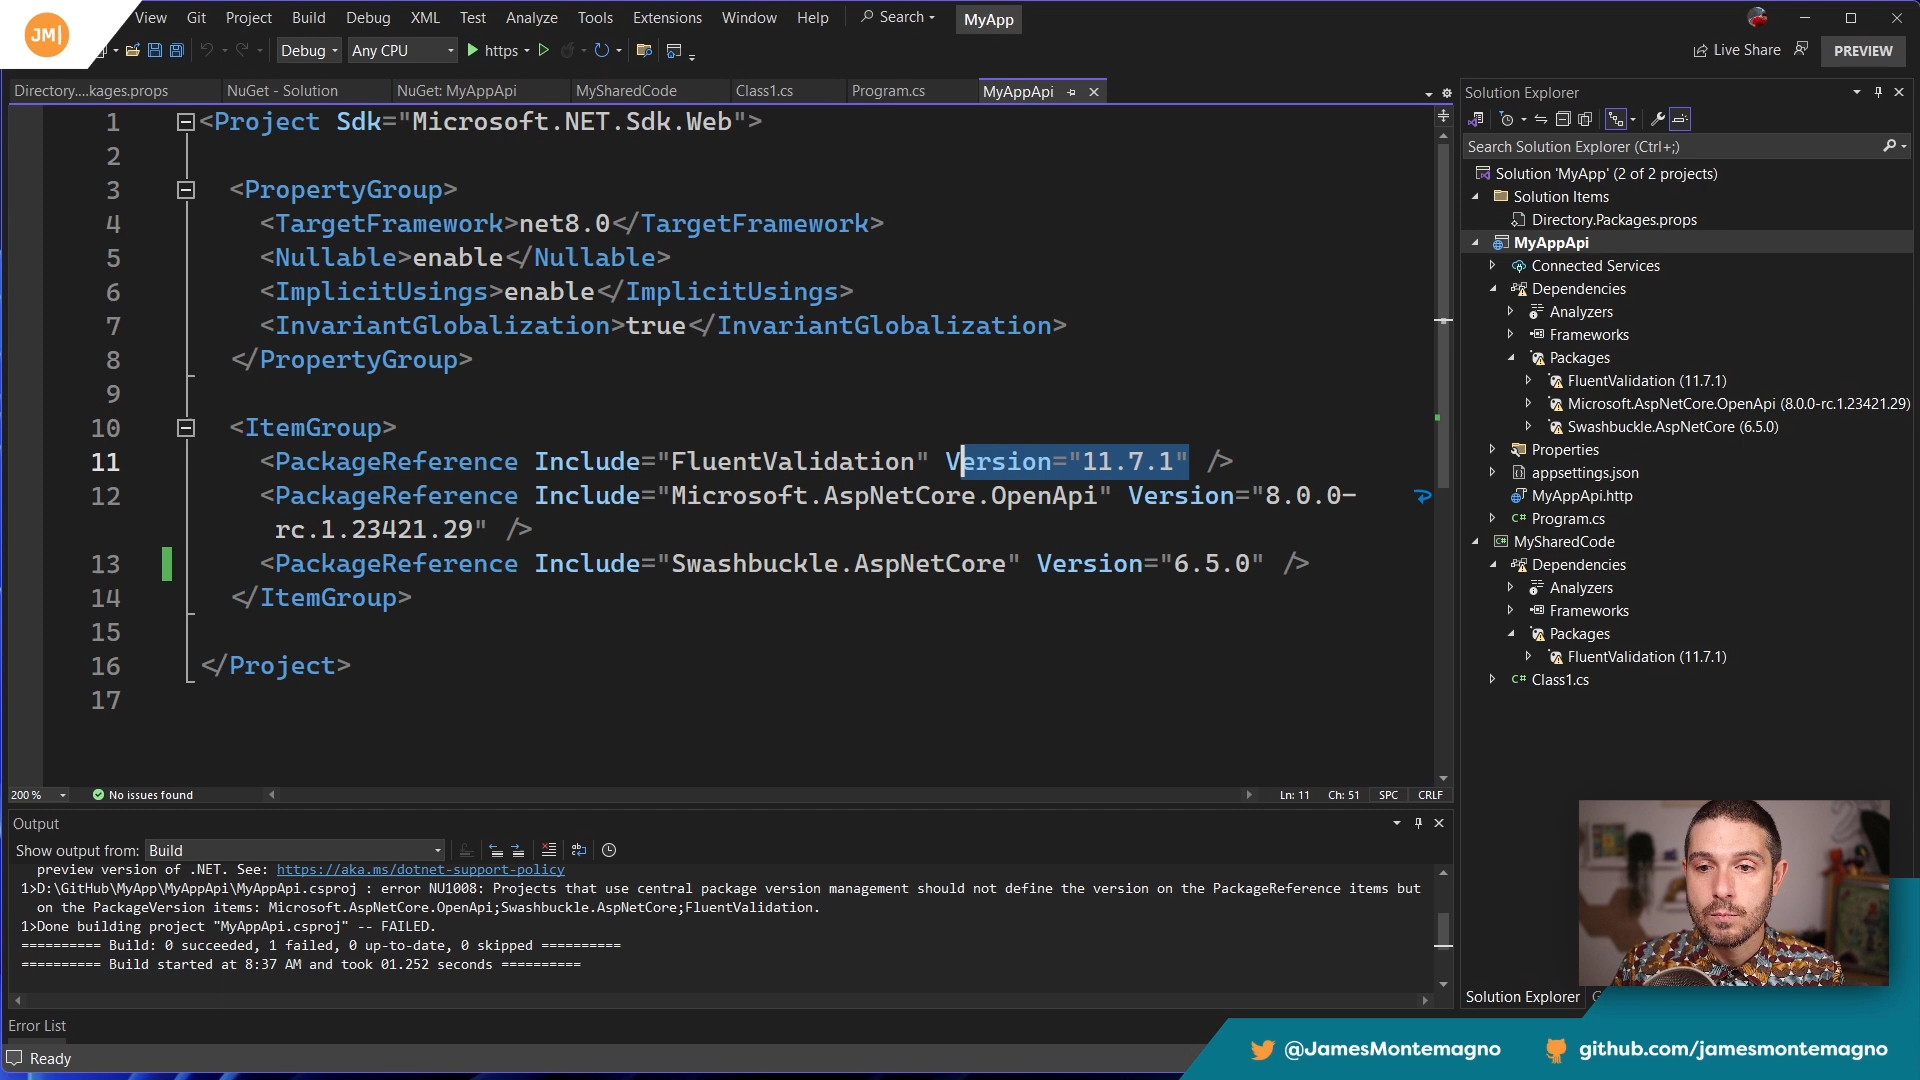 JM|
View Git Project Build Debug XML Test Analyze Tools Extensions Window Help Search MyApp
Debug Any CPU https Live Share PREVIEW
Directory....kages.props NuGet - Solution NuGet: MyAppApi MySharedCode Class1.cs Program.cs MyAppApi
1 <Project Sdk="Microsoft.NET.Sdk.Web">
2
3 <PropertyGroup>
4 <TargetFramework>net8.0</TargetFramework>
5 <Nullable>enable</Nullable>
6 <ImplicitUsings>enable</ImplicitUsings>
7 <InvariantGlobalization>true</InvariantGlobalization>
8 </PropertyGroup>
9
10 <ItemGroup>
11 <PackageReference Include="FluentValidation" Version="11.7.1" />
12 <PackageReference Include="Microsoft.AspNetCore.OpenApi" Version="8.0.0-
rc.1.23421.29" />
13 <PackageReference Include="Swashbuckle.AspNetCore" Version="6.5.0" />
14 </ItemGroup>
15
16 </Project>
17
200 % No issues found Ln: 11 Ch: 51 SPC CRLF
Output
Show output from: Build
preview version of .NET. See: https://aka.ms/dotnet-support-policy
1>D:\GitHub\MyApp\MyAppApi\MyAppApi.csproj : error NU1008: Projects that use central package version management should not define the version on the PackageReference items but
on the PackageVersion items: Microsoft.AspNetCore.OpenApi;Swashbuckle.AspNetCore;FluentValidation.
1>Done building project "MyAppApi.csproj" -- FAILED.
========== Build: 0 succeeded, 1 failed, 0 up-to-date, 0 skipped ==========
========== Build started at 8:37 AM and took 01.252 seconds ==========
Error List
Ready
Solution Explorer
Search Solution Explorer (Ctrl+;)
Solution 'MyApp' (2 of 2 projects)
Solution Items
Directory.Packages.props
MyAppApi
Connected Services
Dependencies
Analyzers
Frameworks
Packages
FluentValidation (11.7.1)
Microsoft.AspNetCore.OpenApi (8.0.0-rc.1.23421.29)
Swashbuckle.AspNetCore (6.5.0)
Properties
appsettings.json
MyAppApi.http
C# Program.cs
MySharedCode
Dependencies
Analyzers
Frameworks
Packages
FluentValidation (11.7.1)
C# Class1.cs
Solution Explorer
@JamesMontemagno github.com/jamesmontemagno